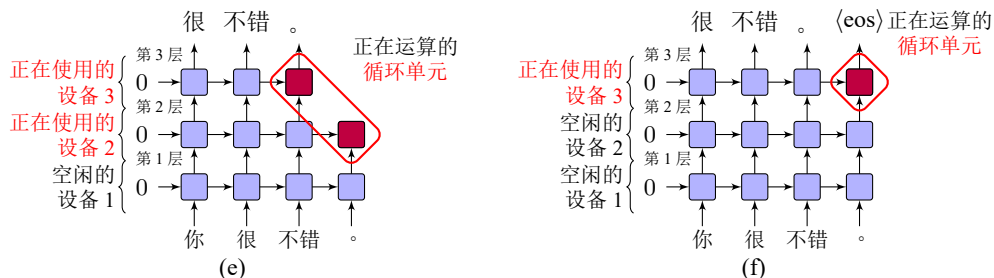 很 不错 。
正在运算的
循环单元
第 3 层
正在使用的
设备 3
0
第 2 层
正在使用的
设备 2
0
第 1 层
空闲的
设备 1
0
你 很 不错 。
(e)
很 不错 。 ⟨eos⟩ 正在运算的
循环单元
第 3 层
正在使用的
设备 3
0
第 2 层
空闲的
设备 2
0
第 1 层
空闲的
设备 1
0
你 很 不错 。
(f)